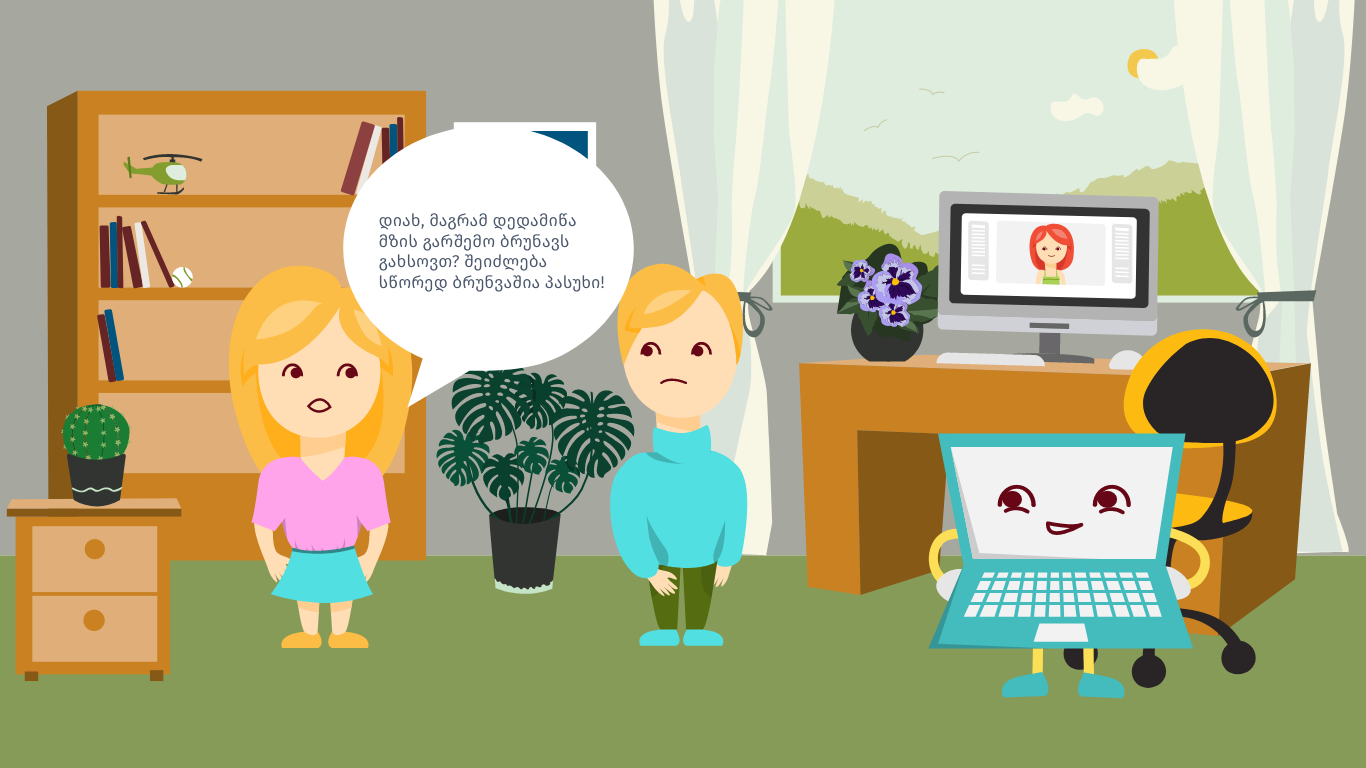 დიახ, მაგრამ დედამიწა
მზის გარშემო ბრუნავს
გახსოვთ? შეიძლება
სწორედ ბრუნვაშია პასუხი!